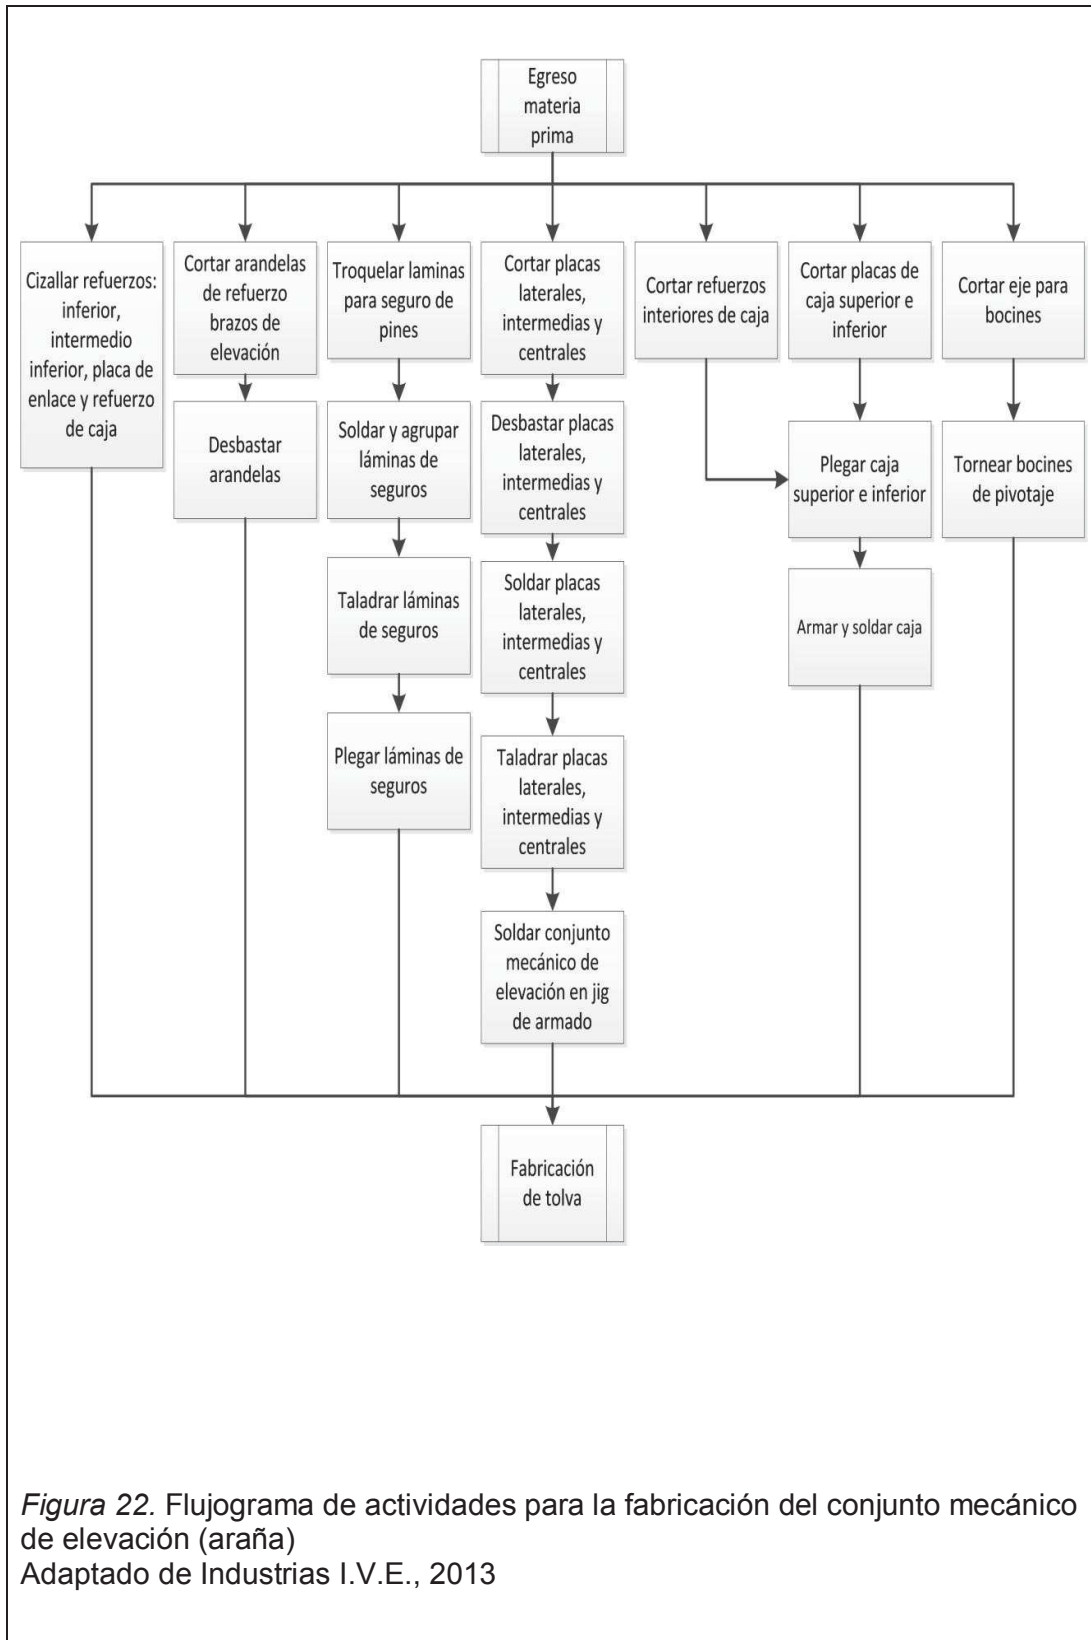 Egreso
materia
prima
Cizallar refuerzos:
inferior,
intermedio
inferior, placa de
enlace y refuerzo
de caja
Cortar arandelas
de refuerzo
brazos de
elevación
Troquelar laminas
para seguro de
pines
Cortar placas
laterales,
intermedias y
centrales
Cortar refuerzos
interiores de caja
Cortar placas de
caja superior e
inferior
Cortar eje para
bocines
Desbastar
arandelas
Soldar y agrupar
láminas de
seguros
Desbastar placas
laterales,
intermedias y
centrales
Plegar caja
superior e inferior
Tornear bocines
de pivotaje
Taladrar láminas
de seguros
Soldar placas
laterales,
intermedias y
centrales
Armar y soldar caja
Plegar láminas de
seguros
Taladrar placas
laterales,
intermedias y
centrales
Soldar conjunto
mecánico de
elevación en jig
de armado
Fabricación
de tolva
Figura 22. Flujograma de actividades para la fabricación del conjunto mecánico
de elevación (araña)
Adaptado de Industrias I.V.E., 2013